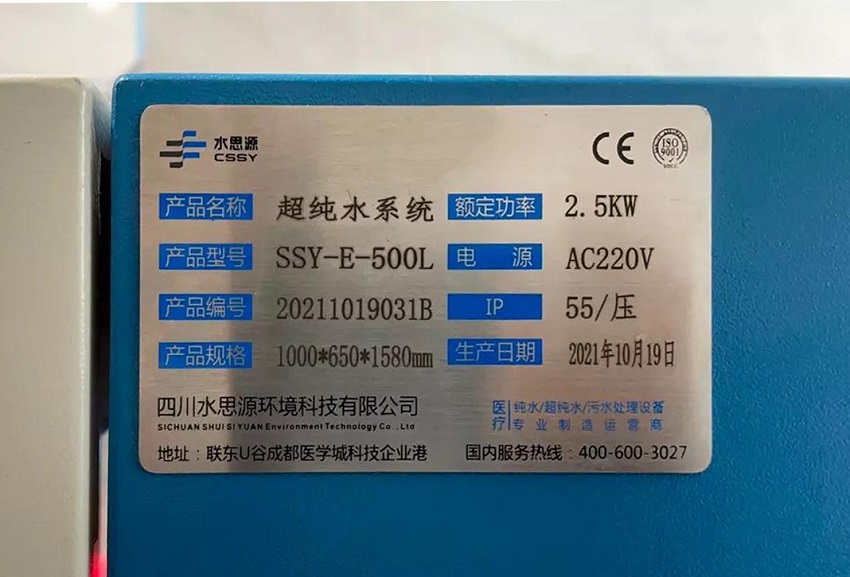 水思源
CSSY
CE
ISO
9001
产品名称 超纯水系统 额定功率 2.5KW
产品型号 SSY-E-500L 电 源 AC220V
产品编号 20211019031B IP 55/压
产品规格 1000*650*1580mm 生产日期 2021年10月19日
四川水思源环境科技有限公司
SICHUAN SHUI SI YUAN Environment Technology Co.,Ltd
医疗 纯水/超纯水/污水处理设备
专业制造运营商
地址：联东U谷成都医学城科技企业港 国内服务热线：400-600-3027